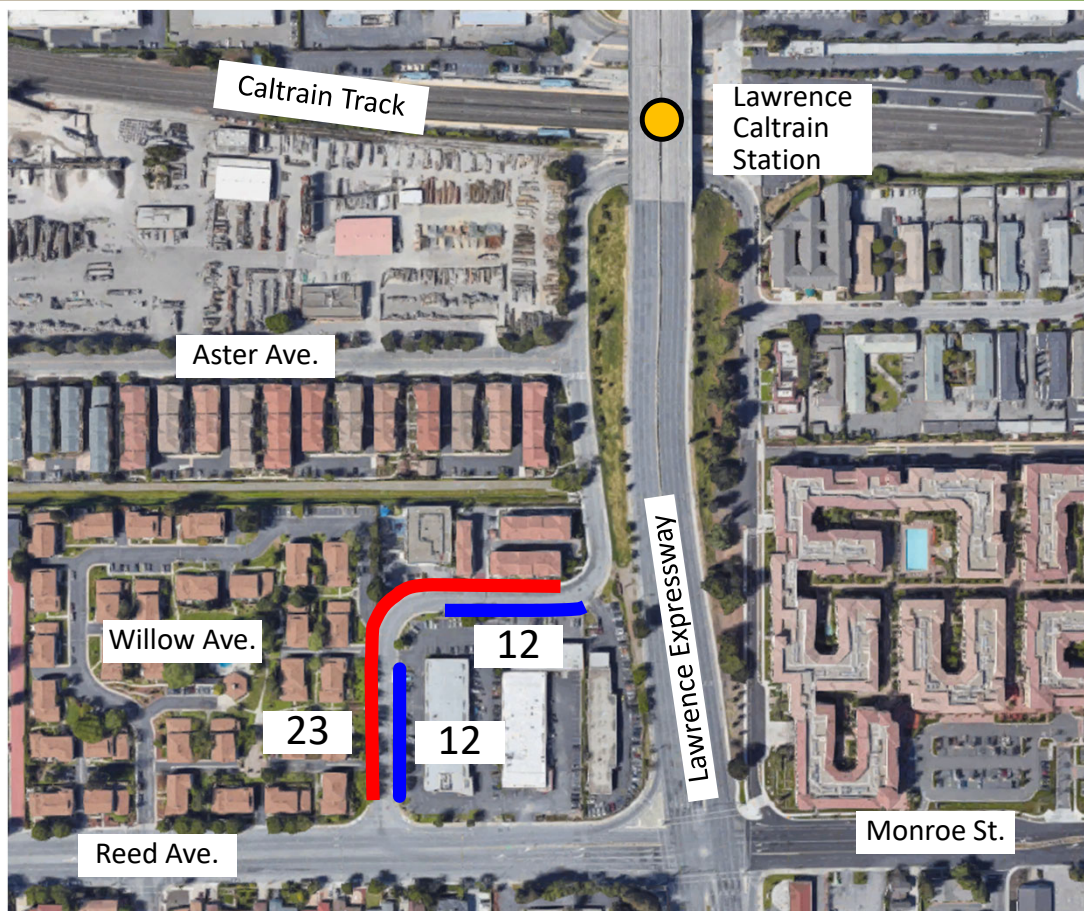 Caltrain Track
Lawrence
Caltrain
Station
Aster Ave.
Lawrence Expressway
Willow Ave.
12
23
12
Monroe St.
Reed Ave.